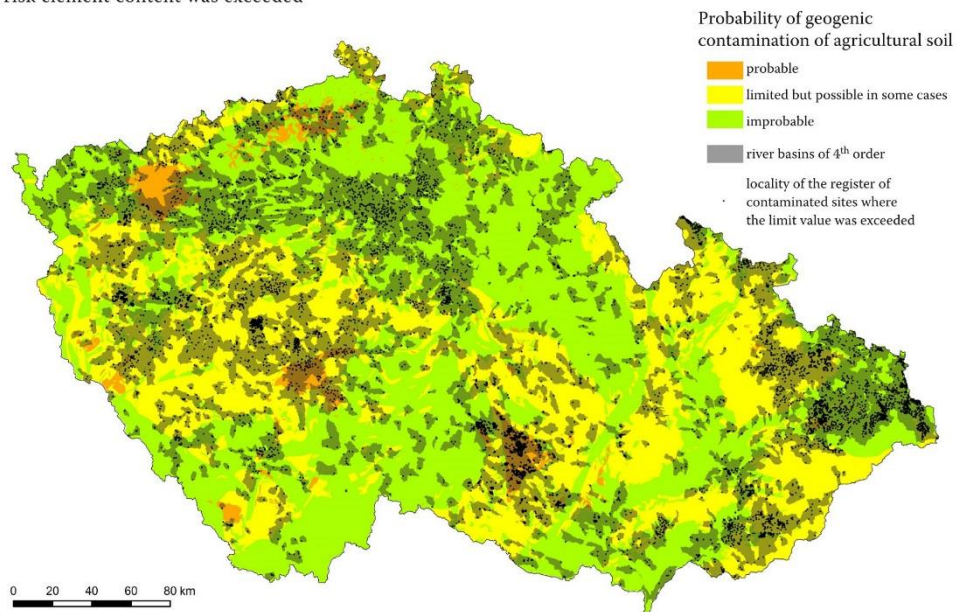 risk element content was exceeded
Probability of geogenic
contamination of agricultural soil
probable
limited but possible in some cases
improbable
river basins of 4th order
locality of the register of
contaminated sites where
the limit value was exceeded
0 20 40 60 80 km